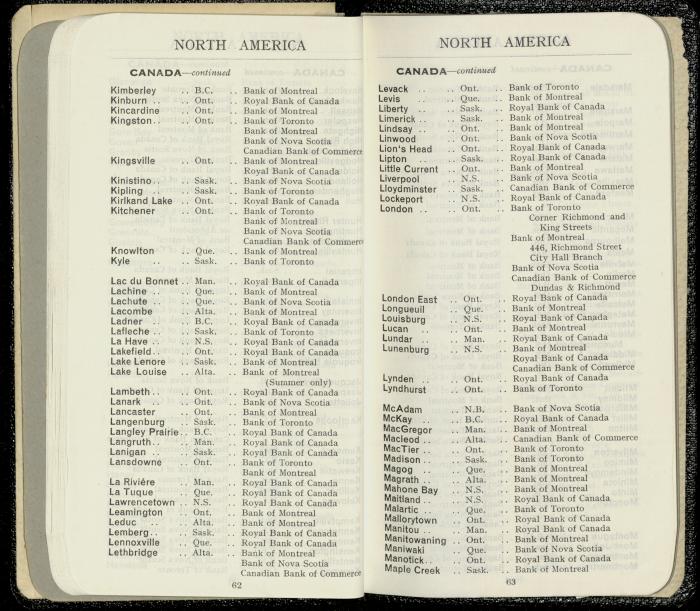 NORTH AMERICA
CANADA—continued
Kimberley .. B.C. .. Bank of Montreal
Kinburn .. .. Ont. .. Royal Bank of Canada
Kincardine .. Ont. .. Bank of Montreal
Kingston .. .. Ont. .. Bank of Toronto
Bank of Montreal
Bank of Nova Scotia
Canadian Bank of Commerce
Kingsville .. Ont. .. Bank of Montreal
Royal Bank of Canada
Kinistino .. .. Sask. .. Bank of Nova Scotia
Kipling .. .. Sask. .. Bank of Toronto
Kirlkand Lake .. Ont. .. Royal Bank of Canada
Kitchener .. Ont. .. Bank of Toronto
Bank of Montreal
Bank of Nova Scotia
Canadian Bank of Commerce
Knowlton .. Que. .. Bank of Montreal
Kyle .. .. Sask. .. Bank of Toronto
Lac du Bonnet .. Man. .. Royal Bank of Canada
Lachine .. .. Que. .. Bank of Montreal
Lachute .. .. Que. .. Bank of Nova Scotia
Lacombe .. Alta. .. Bank of Montreal
Ladner .. .. B.C. .. Royal Bank of Canada
Lafleche .. .. Sask. .. Bank of Toronto
La Have .. .. N.S. .. Royal Bank of Canada
Lakefield .. .. Ont. .. Royal Bank of Canada
Lake Lenore .. Sask. .. Bank of Montreal
Lake Louise .. Alta. .. Bank of Montreal
(Summer only)
Lambeth .. .. Ont. .. Royal Bank of Canada
Lanark .. .. Ont. .. Bank of Nova Scotia
Lancaster .. Ont. .. Bank of Montreal
Langenburg .. Sask. .. Bank of Toronto
Langley Prairie .. B.C. .. Royal Bank of Canada
Langruth .. .. Man. .. Royal Bank of Canada
Lanigan .. .. Sask. .. Royal Bank of Canada
Lansdowne .. Ont. .. Bank of Toronto
Bank of Montreal
La Riviére .. Man. .. Royal Bank of Canada
La Tuque .. Que. .. Royal Bank of Canada
Lawrencetown .. N.S. .. Royal Bank of Canada
Leamington .. Ont. .. Bank of Montreal
Leduc .. .. Alta. .. Bank of Montreal
Lemberg .. .. Sask. .. Royal Bank of Canada
Lennoxville .. Que. .. Royal Bank of Canada
Lethbridge .. Alta. .. Bank of Montreal
Bank of Nova Scotia
Canadian Bank of Commerce
62
NORTH AMERICA
CANADA—continued
Levack .. .. Ont. .. Bank of Toronto
Levis .. .. Que. .. Bank of Montreal
Liberty .. .. Sask. .. Royal Bank of Canada
Limerick .. .. Sask. .. Bank of Montreal
Lindsay .. .. Ont. .. Bank of Montreal
Linwood .. Ont. .. Bank of Nova Scotia
Lion's Head .. Ont. .. Royal Bank of Canada
Lipton .. .. Sask. .. Royal Bank of Canada
Little Current .. Ont. .. Bank of Montreal
Liverpool .. N.S. .. Bank of Nova Scotia
Lloydminster .. Sask. .. Canadian Bank of Commerce
Lockeport .. N.S. .. Royal Bank of Canada
London .. .. Ont. .. Bank of Toronto
Corner Richmond and
King Streets
Bank of Montreal
446, Richmond Street
City Hall Branch
Bank of Nova Scotia
Canadian Bank of Commerce
Dundas & Richmond
London East .. Ont. .. Royal Bank of Canada
Longueuil .. Que. .. Bank of Montreal
Louisburg .. N.S. .. Royal Bank of Canada
Lucan .. .. Ont. .. Bank of Montreal
Lundar .. .. Man. .. Royal Bank of Canada
Lunenburg .. N.S. .. Bank of Montreal
Royal Bank of Canada
Canadian Bank of Commerce
Lynden .. .. Ont. .. Royal Bank of Canada
Lyndhurst .. Ont. .. Bank of Toronto
McAdam .. N.B. .. Bank of Nova Scotia
McKay .. .. B.C. .. Royal Bank of Canada
MacGregor .. Man. .. Bank of Montreal
Macleod .. .. Alta. .. Canadian Bank of Commerce
MacTier .. .. Ont. .. Bank of Toronto
Madison .. .. Sask. .. Bank of Toronto
Magog .. .. Que. .. Bank of Montreal
Magrath .. .. Alta. .. Bank of Montreal
Mahone Bay .. N.S. .. Bank of Montreal
Maitland .. .. N.S. .. Royal Bank of Canada
Malartic .. .. Que. .. Bank of Toronto
Mallorytown .. Ont. .. Royal Bank of Canada
Manitou .. .. Man. .. Royal Bank of Canada
Manitowaning .. Ont. .. Bank of Montreal
Maniwaki .. Que. .. Bank of Nova Scotia
Manotick .. .. Ont. .. Royal Bank of Canada
Maple Creek .. Sask. .. Bank of Montreal
63